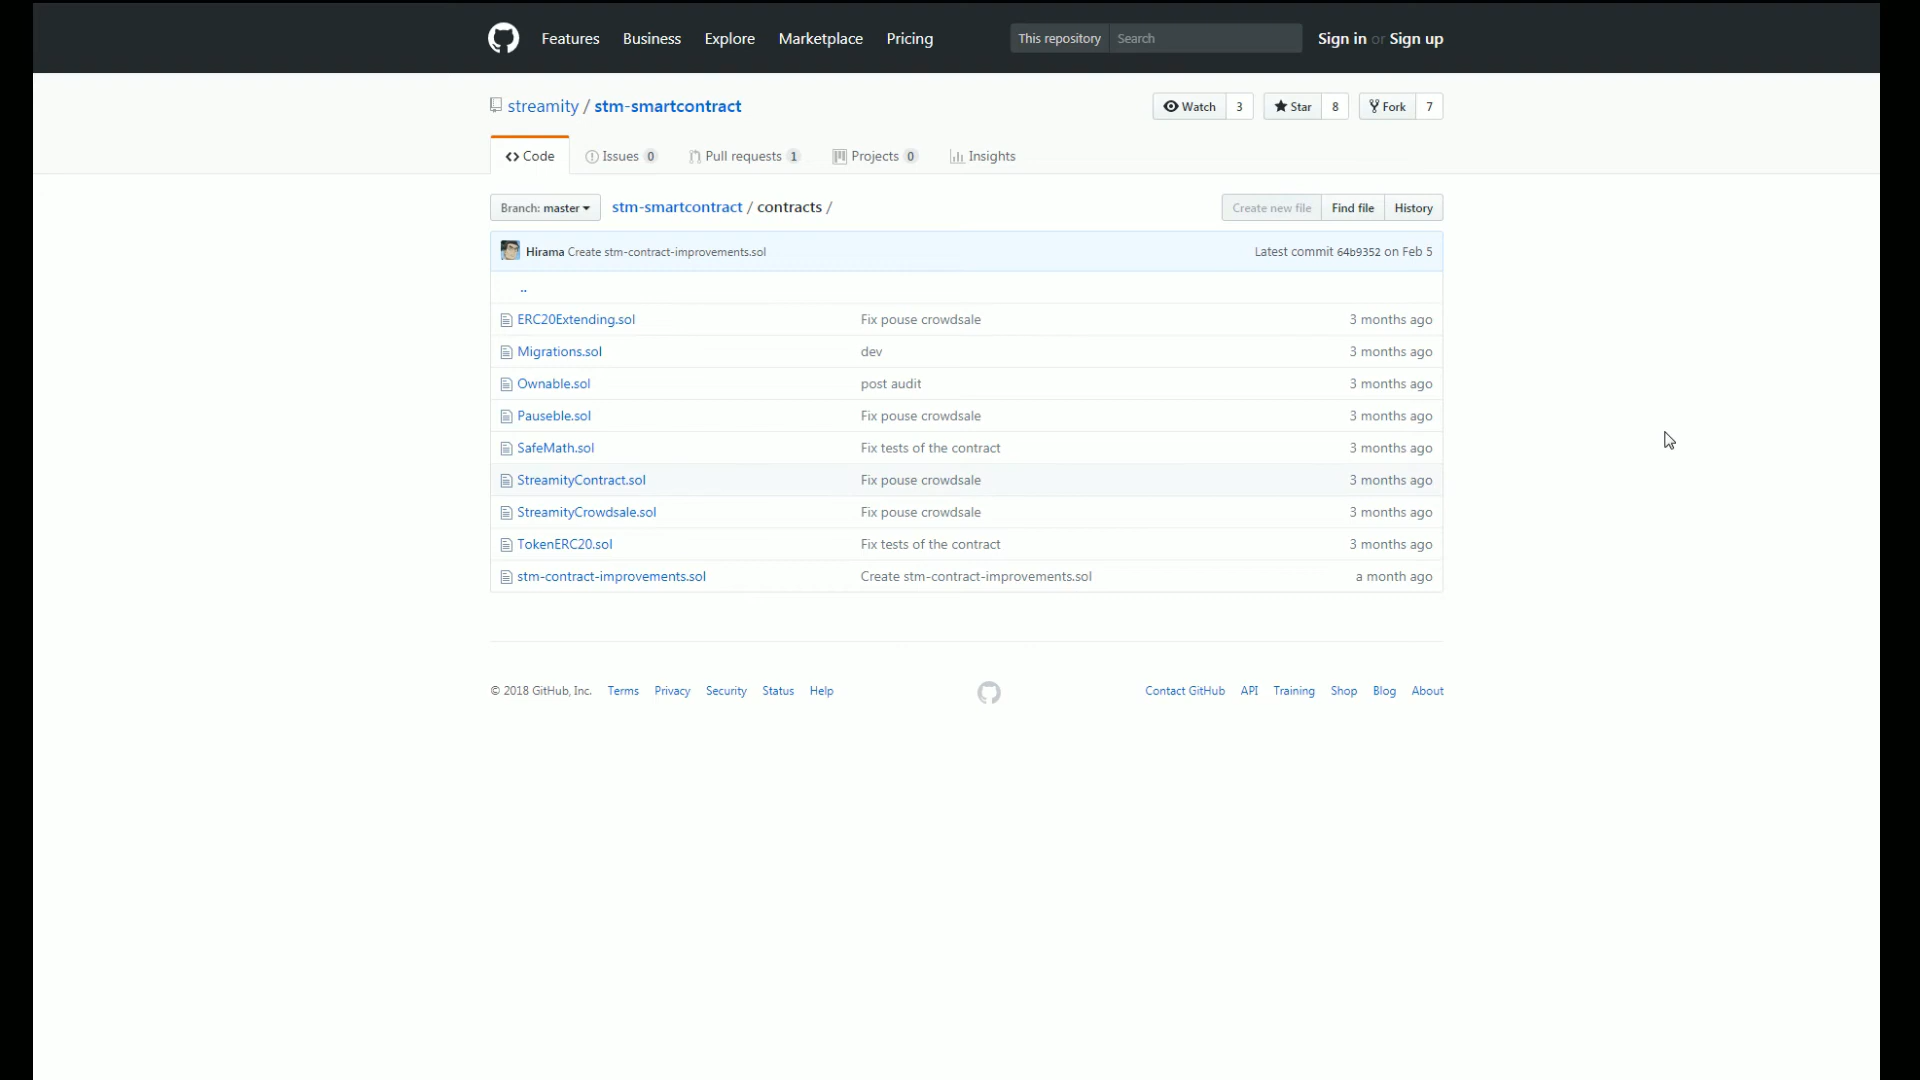 Features Business Explore Marketplace Pricing This repository Search Sign in or Sign up
streamity / stm-smartcontract Watch 3 Star 8 Fork 7
Code Issues 0 Pull requests 1 Projects 0 Insights
Branch: master stm-smartcontract / contracts / Create new file Find file History
Hirama Create stm-contract-improvements.sol Latest commit 64b9352 on Feb 5
..
ERC20Extending.sol Fix pouse crowdsale 3 months ago
Migrations.sol dev 3 months ago
Ownable.sol post audit 3 months ago
Pauseble.sol Fix pouse crowdsale 3 months ago
SafeMath.sol Fix tests of the contract 3 months ago
StreamityContract.sol Fix pouse crowdsale 3 months ago
StreamityCrowdsale.sol Fix pouse crowdsale 3 months ago
TokenERC20.sol Fix tests of the contract 3 months ago
stm-contract-improvements.sol Create stm-contract-improvements.sol a month ago
© 2018 GitHub, Inc. Terms Privacy Security Status Help Contact GitHub API Training Shop Blog About